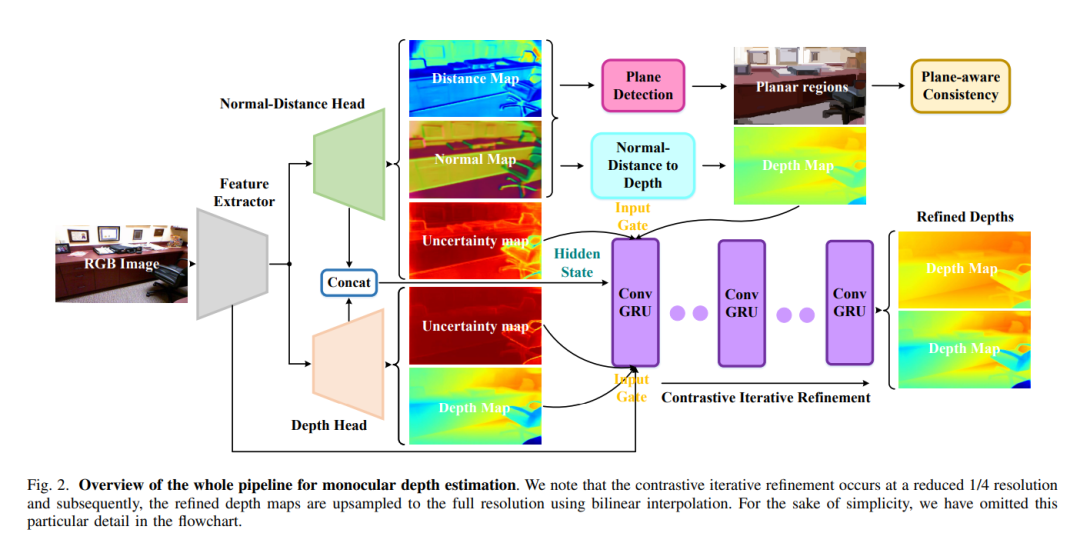 Distance Map
Plane
Detection
Planar regions
Plane-aware
Consistency
Normal-Distance Head
Normal Map
Normal-
Distance to
Depth
Depth Map
Feature
Extractor
Input
Gate
Refined Depths
RGB Image
Uncertainty map
Hidden
State
Concat
Conv
GRU
Conv
GRU
Conv
GRU
Depth Map
Uncertainty map
Depth Map
Input
Gate
Contrastive Iterative Refinement
Depth Map
Depth Head
Fig. 2. Overview of the whole pipeline for monocular depth estimation. We note that the contrastive iterative refinement occurs at a reduced 1/4 resolution
and subsequently, the refined depth maps are upsampled to the full resolution using bilinear interpolation. For the sake of simplicity, we have omitted this
particular detail in the flowchart.